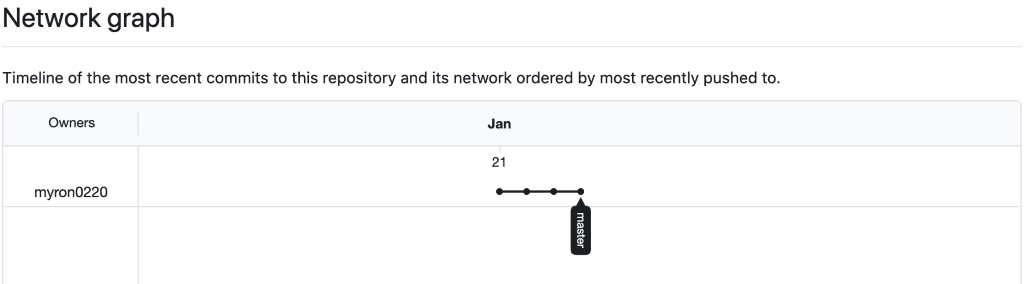 Network graph
Timeline of the most recent commits to this repository and its network ordered by most recently pushed to.
Owners
Jan
21
myron0220
master